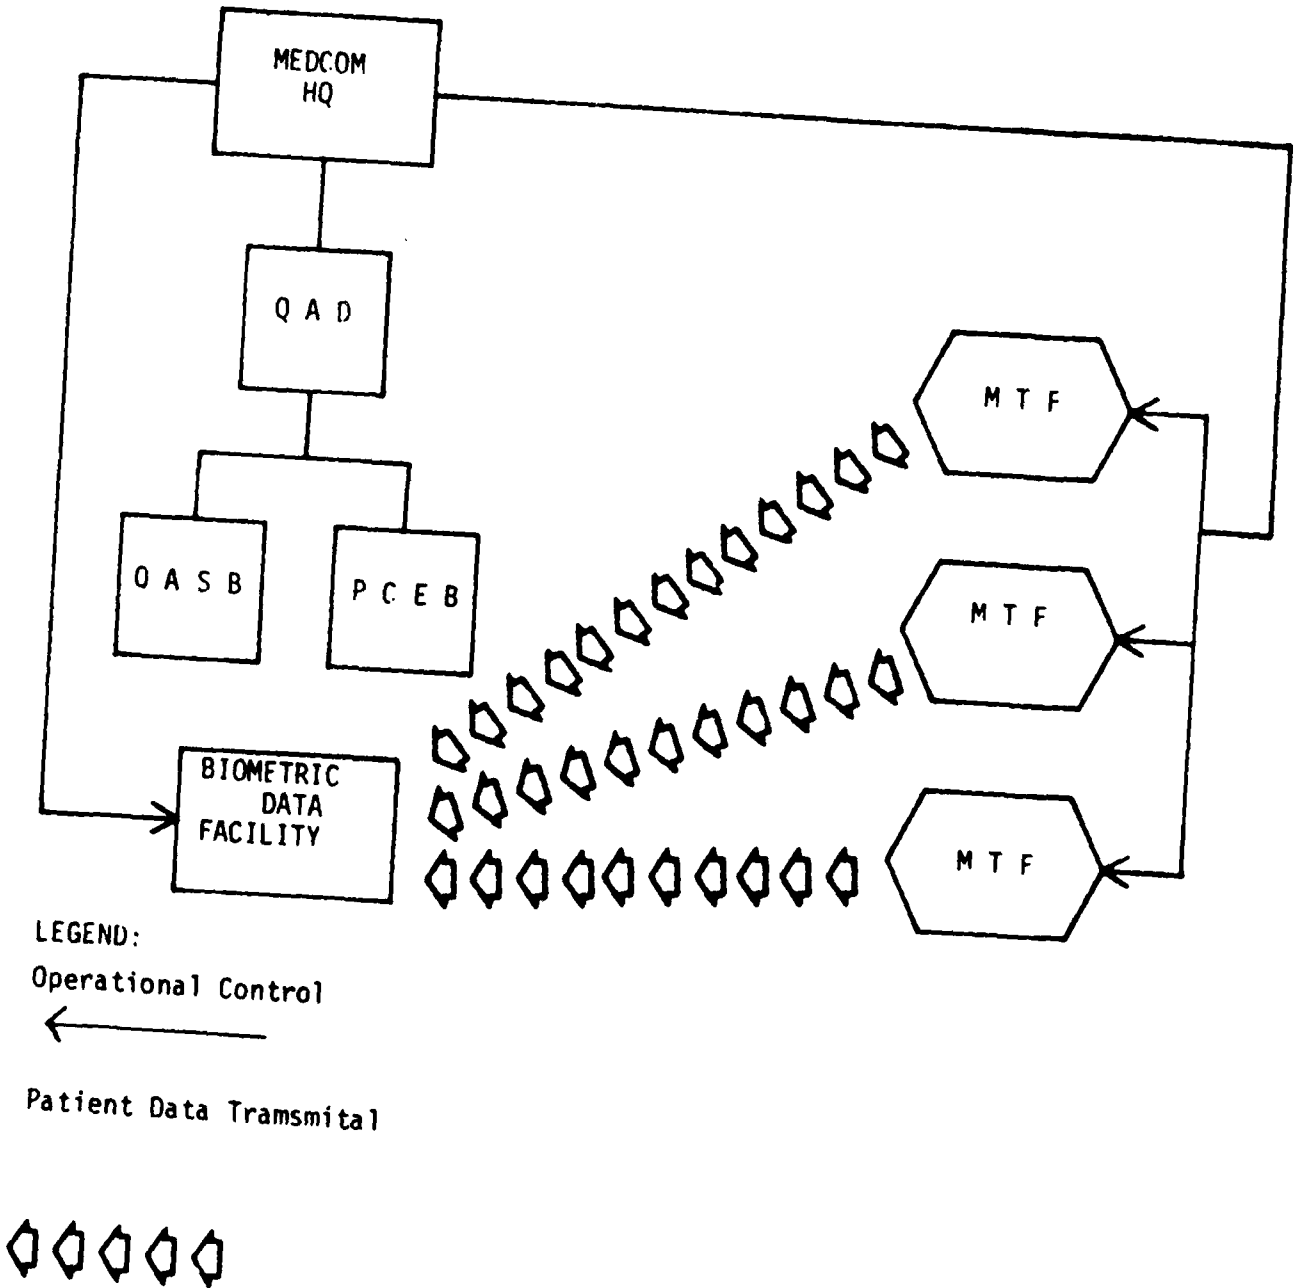 MEDCOM
HQ
Q A D
M T F
O A S B
P C E B
M T F
BIOMETRIC
DATA
FACILITY
M T F
LEGEND:
Operational Control
Patient Data Tramsmital